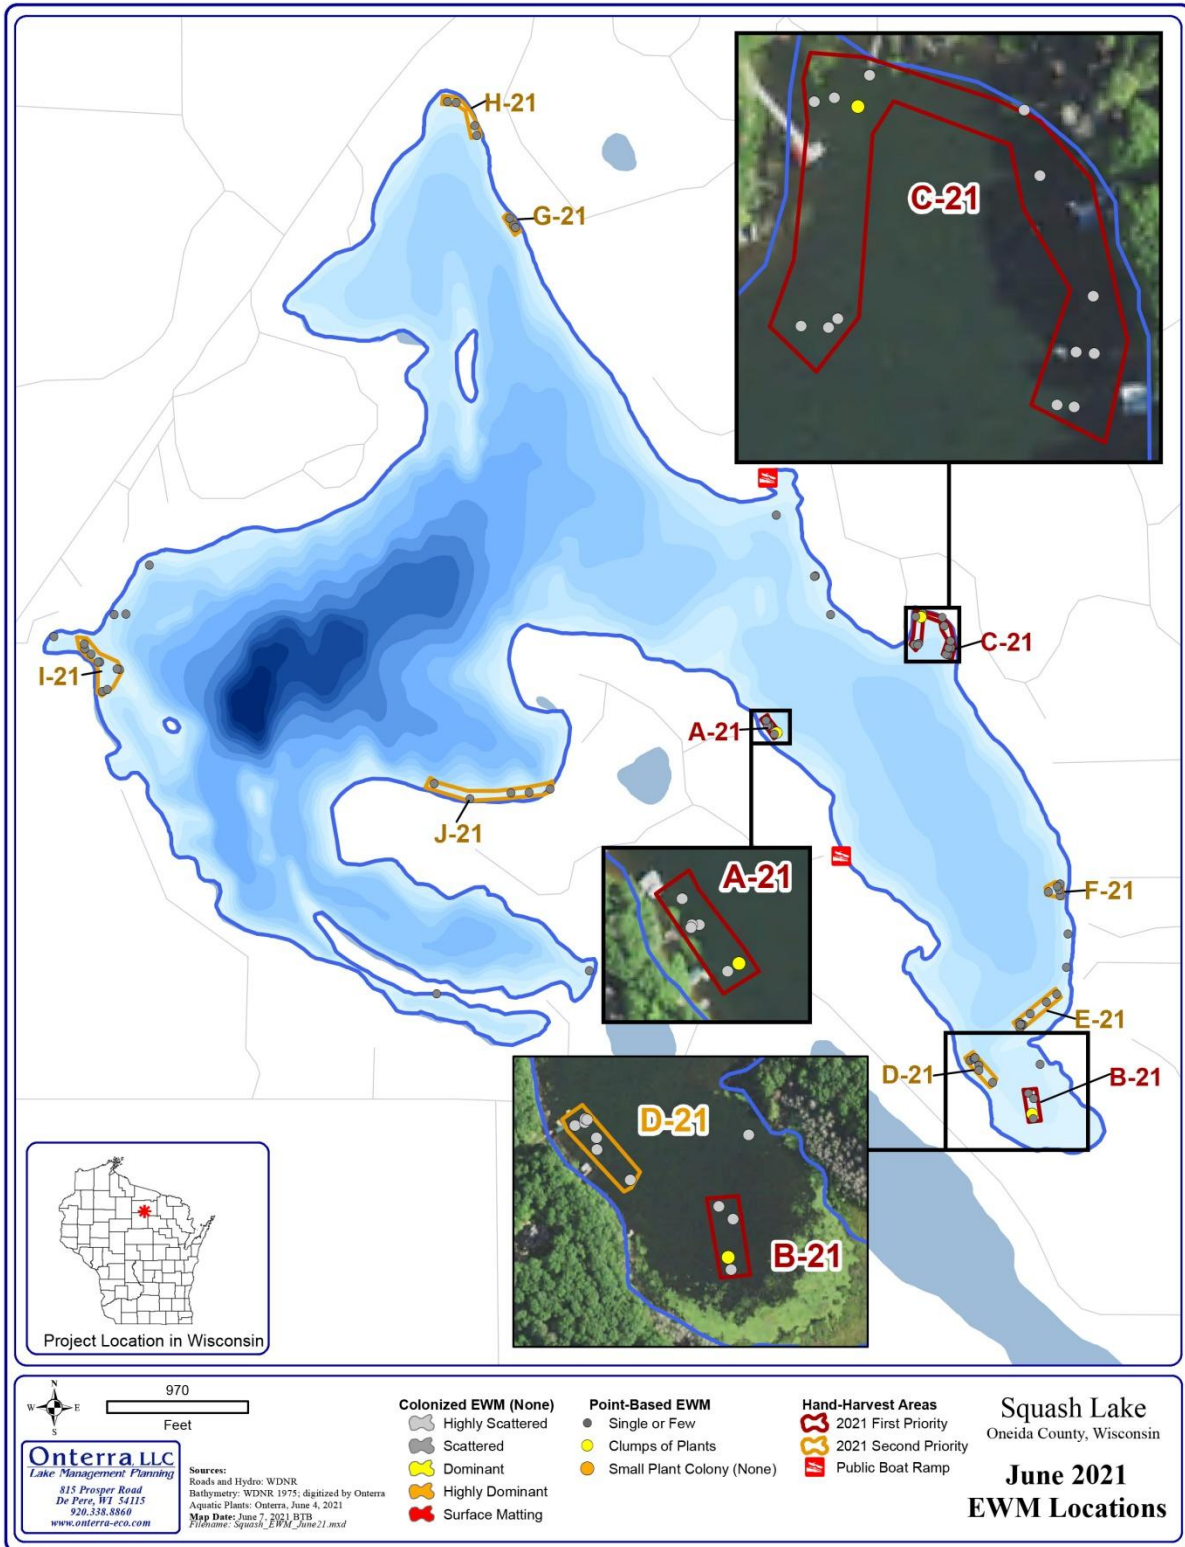 H-21
G-21
C-21
C-21
I-21
A-21
J-21
A-21
F-21
E-21
D-21
B-21
D-21
B-21
Project Location in Wisconsin
N
W
E
S
970
Feet
Onterra, LLC
Lake Management Planning
815 Prosper Road
De Pere, WI 54115
920.338.8860
www.onterra-eco.com
Sources:
Roads and Hydro: WDNR
Bathymetry: WDNR 1975; digitized by Onterra
Aquatic Plants: Onterra, June 4, 2021
Map Date: June 7, 2021 BTB
Filename: Squash_EWM_June21.mxd
Colonized EWM (None)
Highly Scattered
Scattered
Dominant
Highly Dominant
Surface Matting
Point-Based EWM
Single or Few
Clumps of Plants
Small Plant Colony (None)
Hand-Harvest Areas
2021 First Priority
2021 Second Priority
Public Boat Ramp
Squash Lake
Oneida County, Wisconsin
June 2021
EWM Locations